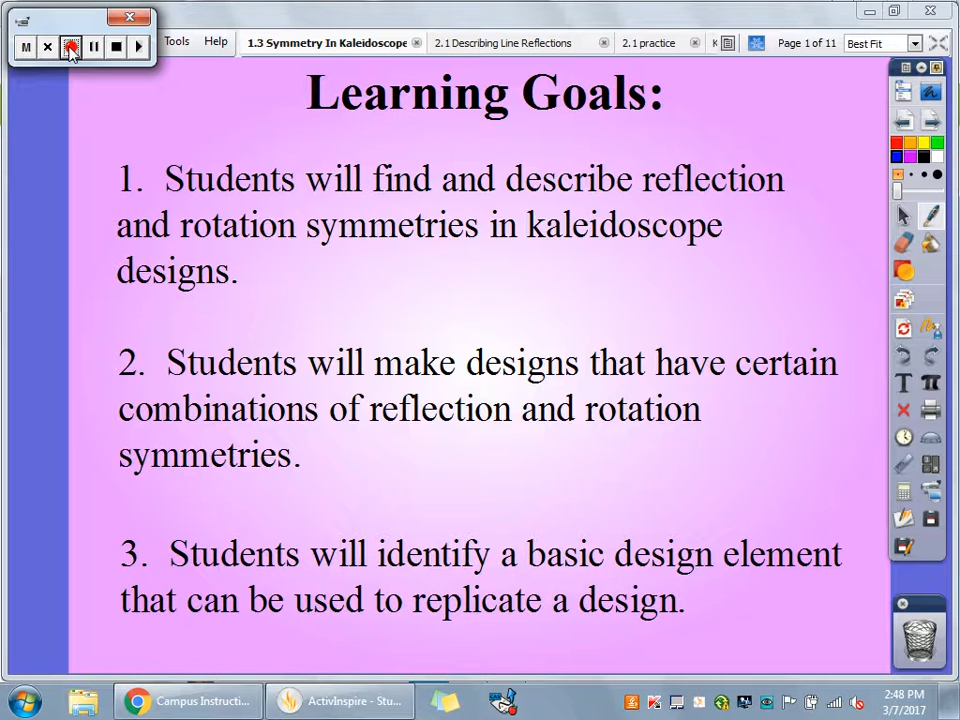 M
Tools Help 1.3 Symmetry In Kaleidoscope 2.1 Describing Line Reflections 2.1 practice K Page 1 of 11 Best Fit
Learning Goals:
1. Students will find and describe reflection
and rotation symmetries in kaleidoscope
designs.
2. Students will make designs that have certain
combinations of reflection and rotation
symmetries.
3. Students will identify a basic design element
that can be used to replicate a design.
T π
Campus Instructi... ActivInspire - Stu... 2:48 PM
3/7/2017